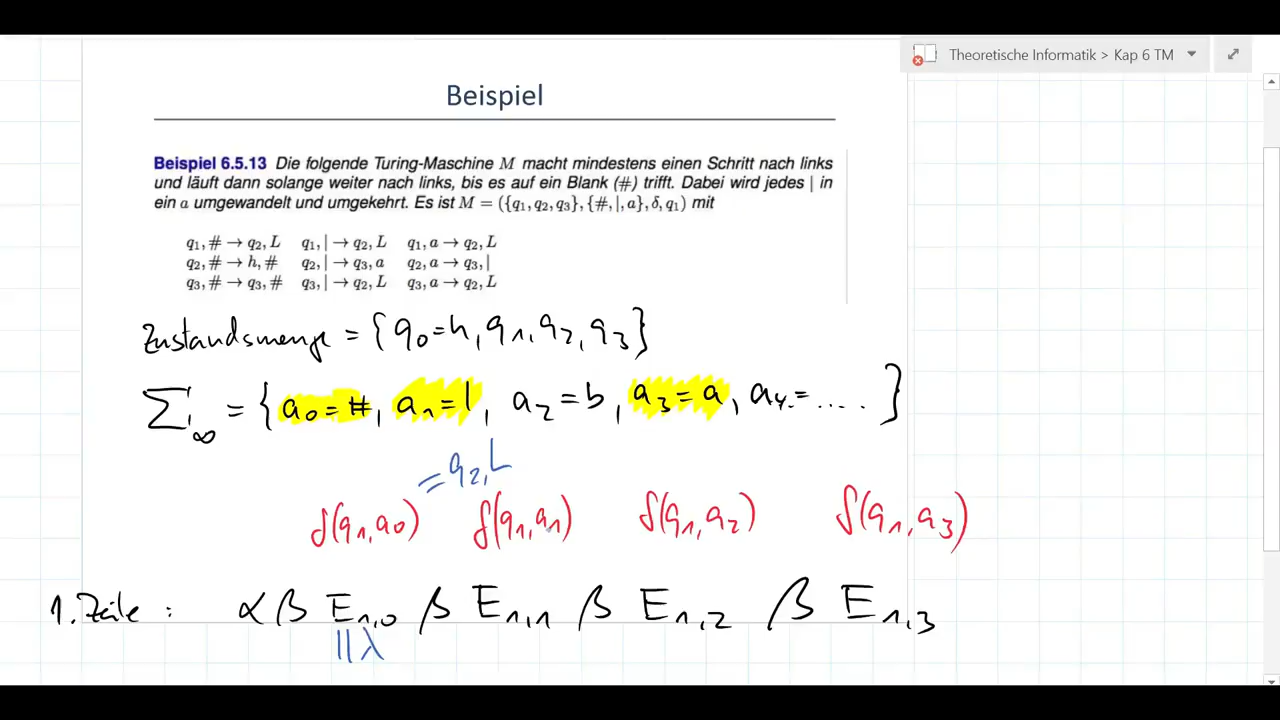 Theoretische Informatik > Kap 6 TM
Beispiel
Beispiel 6.5.13 Die folgende Turing-Maschine M macht mindestens einen Schritt nach links
und läuft dann solange weiter nach links, bis es auf ein Blank (#) trifft. Dabei wird jedes | in
ein a umgewandelt und umgekehrt. Es ist M = ({q₁, q₂, q₃}, {#, |, a}, δ, q₁) mit
q₁, # → q₂, L q₁, | → q₂, L q₁, a → q₂, L
q₂, # → h, # q₂, | → q₃, a q₂, a → q₃, |
q₃, # → q₃, # q₃, | → q₂, L q₃, a → q₂, L
Zustandsmenge = {q₀=h, q₁, q₂, q₃}
Σ∞ = {a₀=#, a₁=|, a₂=b, a₃=a, a₄=....}
=q₂,L
δ(q₁,a₀) δ(q₁,a₁) δ(q₁,a₂) δ(q₁,a₃)
1. Zeile: α β E₁,₀ β E₁,₁ β E₁,₂ β E₁,₃
||λ